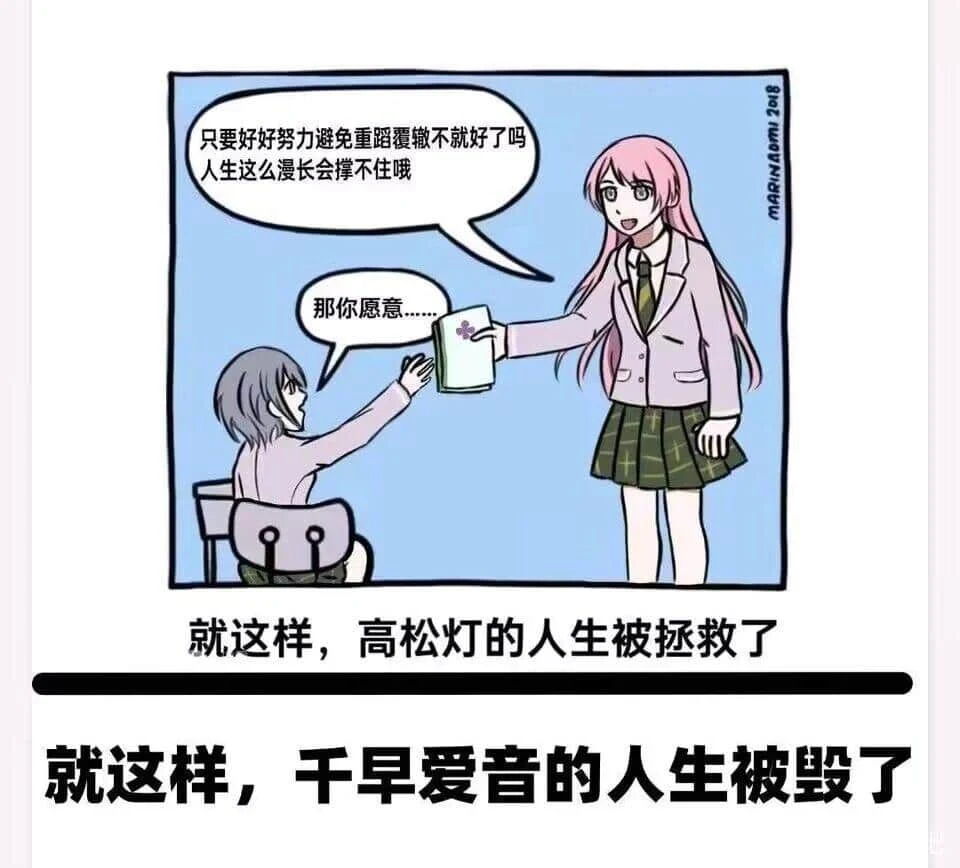 只要好好努力避免重蹈覆辙不就好了吗
人生这么漫长会撑不住哦
MARINAOMI 2018
那你愿意……
就这样，高松灯的人生被拯救了
就这样，千早爱音的人生被毁了